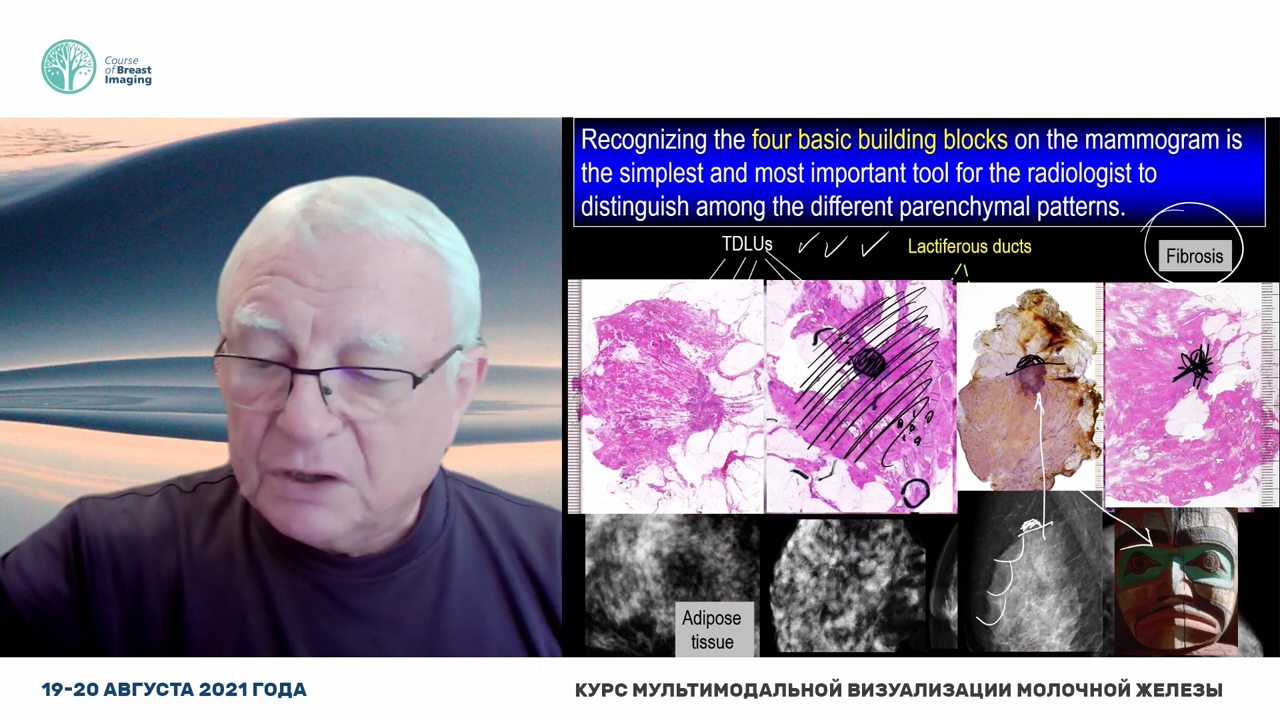 Course
of Breast
Imaging
Recognizing the four basic building blocks on the mammogram is
the simplest and most important tool for the radiologist to
distinguish among the different parenchymal patterns.
TDLUs
Lactiferous ducts
Fibrosis
Adipose
tissue
19-20 АВГУСТА 2021 ГОДА
КУРС МУЛЬТИМОДАЛЬНОЙ ВИЗУАЛИЗАЦИИ МОЛОЧНОЙ ЖЕЛЕЗЫ